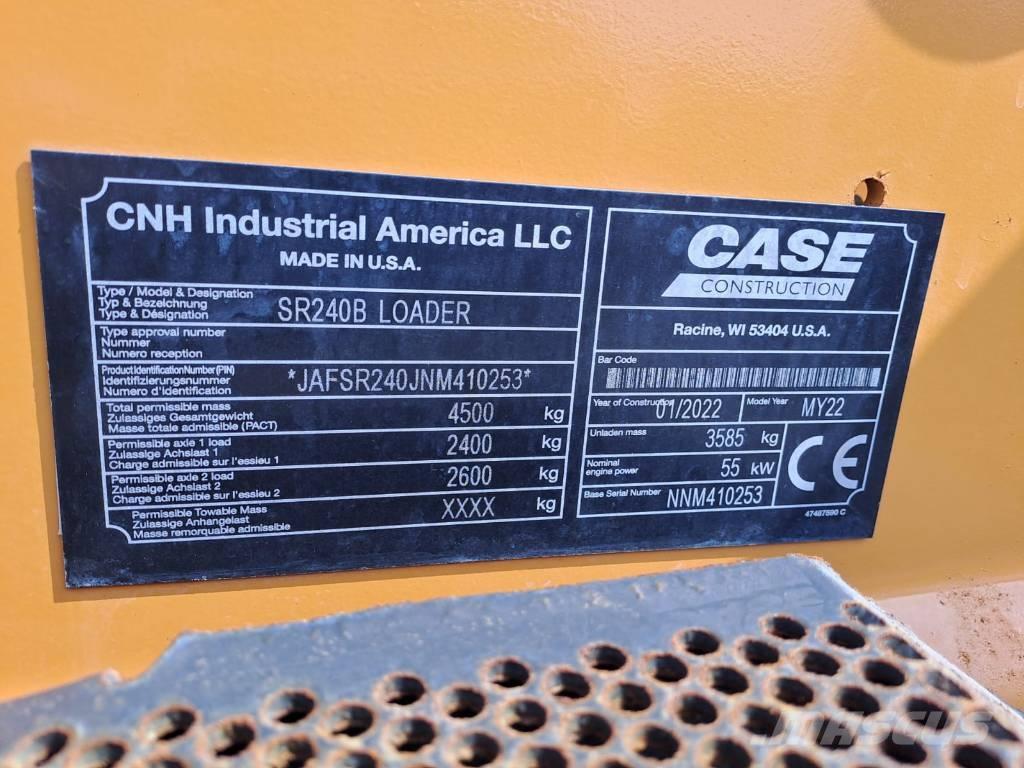 CNH Industrial America LLC
MADE IN U.S.A.
Type / Model & Designation
Typ & Bezeichnung
Type & Désignation
SR240B LOADER
Type approval number
Nummer
Numero reception
Product Identification Number (PIN)
Identifizierungsnummer
Numero d'identification
*JAFSR240JNM410253*
Total permissible mass
Zulassiges Gesamtgewicht
Masse totale admissible (PACT)
4500 kg
Permissible axle 1 load
Zulassige Achslast 1
Charge admissible sur l'essieu 1
2400 kg
Permissible axle 2 load
Zulassige Achslast 2
Charge admissible sur l'essieu 2
2600 kg
Permissible Towable Mass
Zulassige Anhangelast
Masse remorquable admissible
XXXX kg
CASE
CONSTRUCTION
Racine, WI 53404 U.S.A.
Bar Code
Year of Construction 01/2022 Model Year MY22
Unladen mass 3585 kg
Nominal
engine power 55 kW
Base Serial Number NNM410253
CE
47487590 C
MASCUS